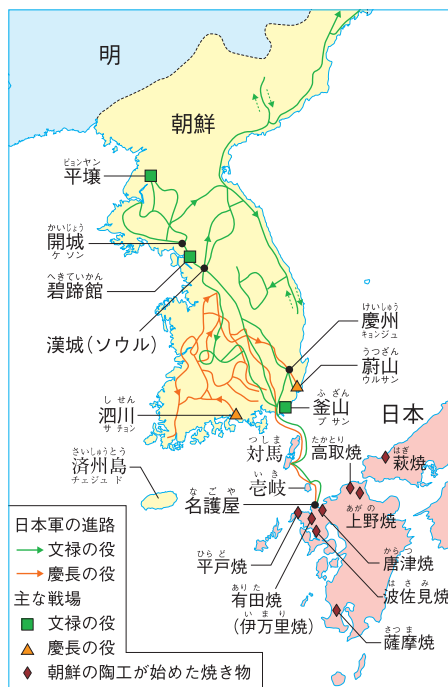 明
朝鮮
ピョンヤン
平壌
かいじょう
開城
ケソン
へきていかん
碧蹄館
漢城(ソウル)
けいしゅう
慶州
キョンジュ
うつざん
蔚山
ウルサン
ふざん
釜山
プサン
日本
しせん
泗川
サチョン
さいしゅうとう
済州島
チェジュド
つしま
対馬
いき
壱岐
なごや
名護屋
たかとり
高取焼
はぎ
萩焼
あがの
上野焼
からつ
唐津焼
ひらど
平戸焼
はさみ
波佐見焼
ありた
有田焼
いまり
(伊万里焼)
さつま
薩摩焼
日本軍の進路
文禄の役
慶長の役
主な戦場
文禄の役
慶長の役
朝鮮の陶工が始めた焼き物